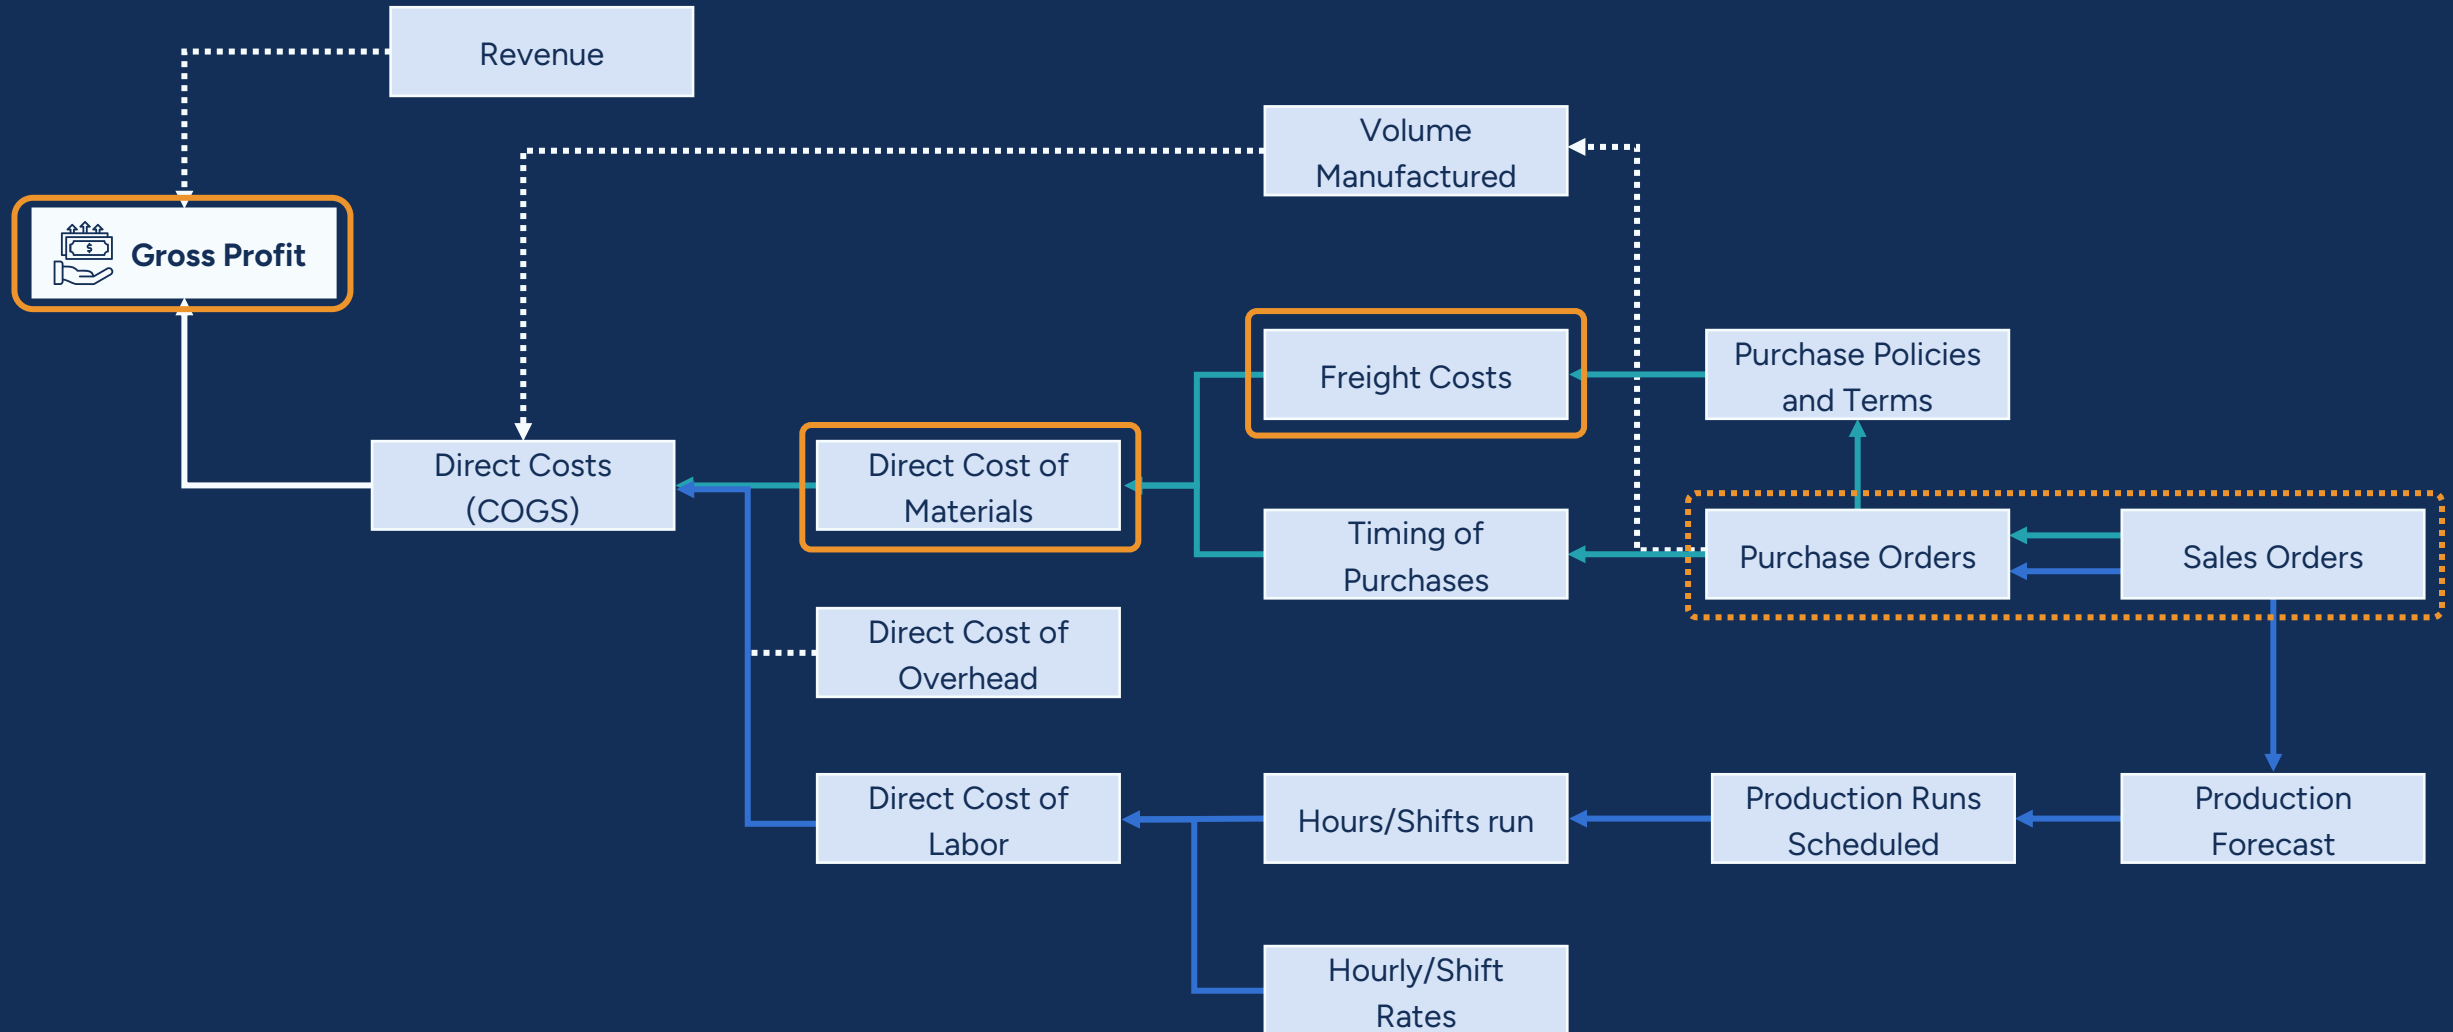 Revenue
Volume
Manufactured
$
Gross Profit
Freight Costs
Purchase Policies
and Terms
Direct Costs
(COGS)
Direct Cost of
Materials
Timing of
Purchases
Purchase Orders
Sales Orders
Direct Cost of
Overhead
Direct Cost of
Labor
Hours/Shifts run
Production Runs
Scheduled
Production
Forecast
Hourly/Shift
Rates